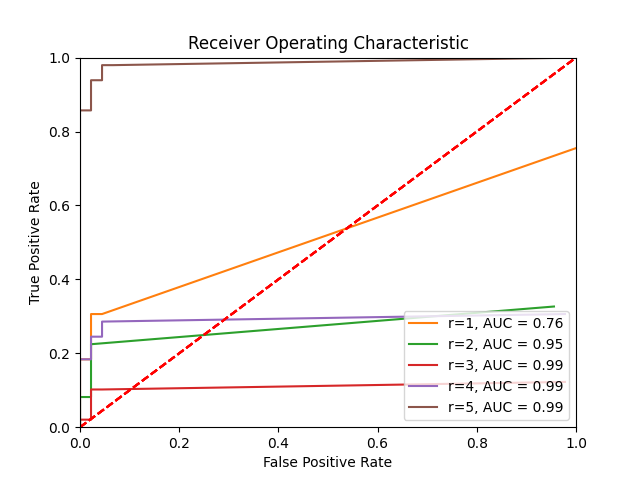 Receiver Operating Characteristic
True Positive Rate
1.0
0.8
0.6
0.4
0.2
0.0
r=1, AUC = 0.76
r=2, AUC = 0.95
r=3, AUC = 0.99
r=4, AUC = 0.99
r=5, AUC = 0.99
0.0 0.2 0.4 0.6 0.8 1.0
False Positive Rate